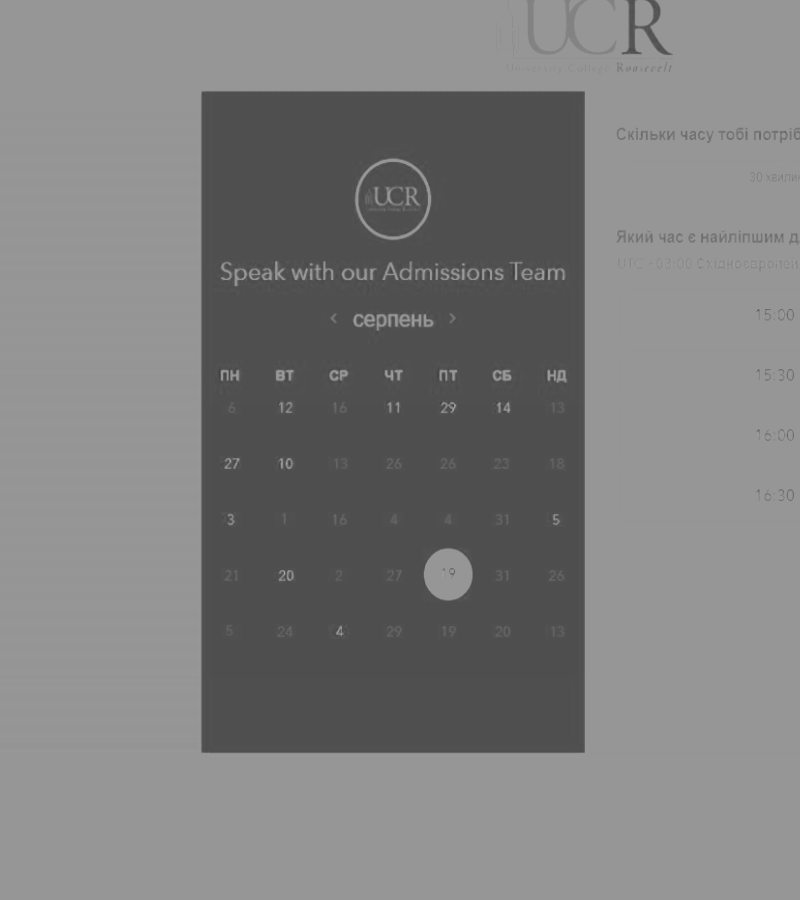 UCR
University College Roosevelt
UCR
Speak with our Admissions Team
< серпень >
ПН ВТ СР ЧТ ПТ СБ НД
6 12 16 11 29 14 13
27 10 13 26 26 23 18
3 1 16 4 4 31 5
21 20 2 27 19 31 26
5 24 4 29 19 20 13
Скільки часу тобі потріб
30 хвилин
Який час є найліпшим д
UTC +03:00 Східноєвропей
15:00
15:30
16:00
16:30